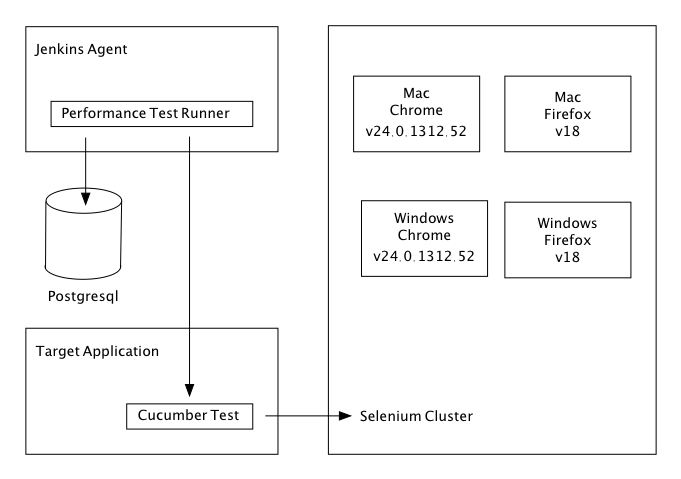 Jenkins Agent
Performance Test Runner
Postgresql
Target Application
Cucumber Test
Mac
Chrome
v24.0.1312.52
Mac
Firefox
v18
Windows
Chrome
v24.0.1312.52
Windows
Firefox
v18
Selenium Cluster